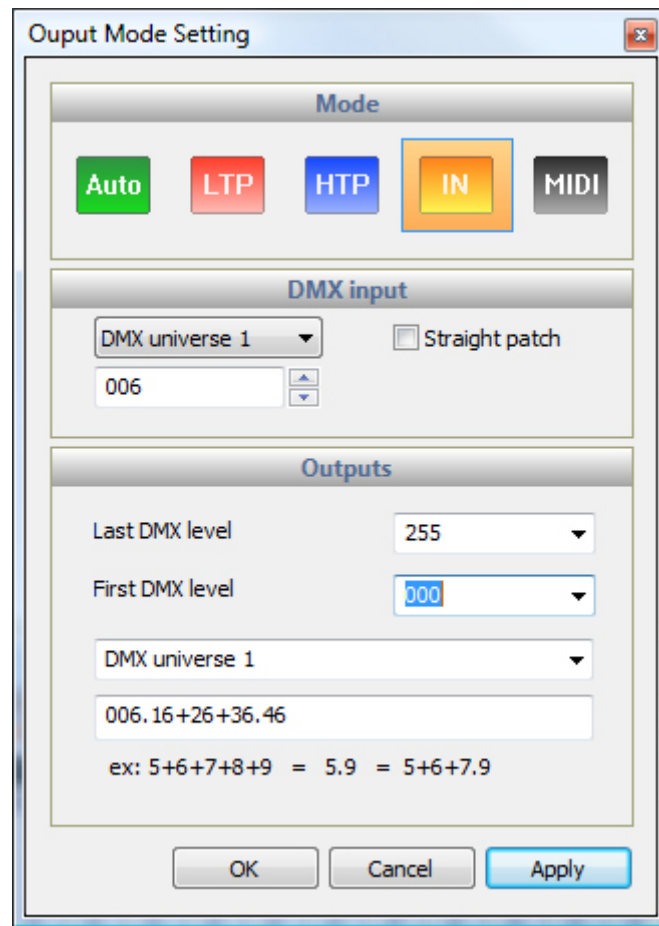 Ouput Mode Setting
Mode
Auto LTP HTP IN MIDI
DMX input
DMX universe 1 Straight patch
006
Outputs
Last DMX level 255
First DMX level 000
DMX universe 1
006.16+26+36.46
ex: 5+6+7+8+9 = 5.9 = 5+6+7.9
OK Cancel Apply